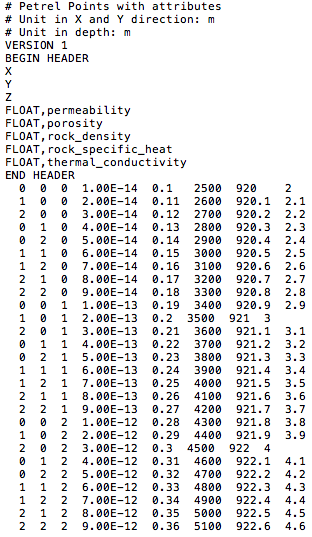 # Petrel Points with attributes
# Unit in X and Y direction: m
# Unit in depth: m
VERSION 1
BEGIN HEADER
X
Y
Z
FLOAT,permeability
FLOAT,porosity
FLOAT,rock_density
FLOAT,rock_specific_heat
FLOAT,thermal_conductivity
END HEADER
0 0 0 1.00E-14 0.1 2500 920 2
1 0 0 2.00E-14 0.11 2600 920.1 2.1
2 0 0 3.00E-14 0.12 2700 920.2 2.2
0 1 0 4.00E-14 0.13 2800 920.3 2.3
0 2 0 5.00E-14 0.14 2900 920.4 2.4
1 1 0 6.00E-14 0.15 3000 920.5 2.5
1 2 0 7.00E-14 0.16 3100 920.6 2.6
2 1 0 8.00E-14 0.17 3200 920.7 2.7
2 2 0 9.00E-14 0.18 3300 920.8 2.8
0 0 1 1.00E-13 0.19 3400 920.9 2.9
1 0 1 2.00E-13 0.2 3500 921 3
2 0 1 3.00E-13 0.21 3600 921.1 3.1
0 1 1 4.00E-13 0.22 3700 921.2 3.2
0 2 1 5.00E-13 0.23 3800 921.3 3.3
1 1 1 6.00E-13 0.24 3900 921.4 3.4
1 2 1 7.00E-13 0.25 4000 921.5 3.5
2 1 1 8.00E-13 0.26 4100 921.6 3.6
2 2 1 9.00E-13 0.27 4200 921.7 3.7
0 0 2 1.00E-12 0.28 4300 921.8 3.8
1 0 2 2.00E-12 0.29 4400 921.9 3.9
2 0 2 3.00E-12 0.3 4500 922 4
0 1 2 4.00E-12 0.31 4600 922.1 4.1
0 2 2 5.00E-12 0.32 4700 922.2 4.2
1 1 2 6.00E-12 0.33 4800 922.3 4.3
1 2 2 7.00E-12 0.34 4900 922.4 4.4
2 1 2 8.00E-12 0.35 5000 922.5 4.5
2 2 2 9.00E-12 0.36 5100 922.6 4.6